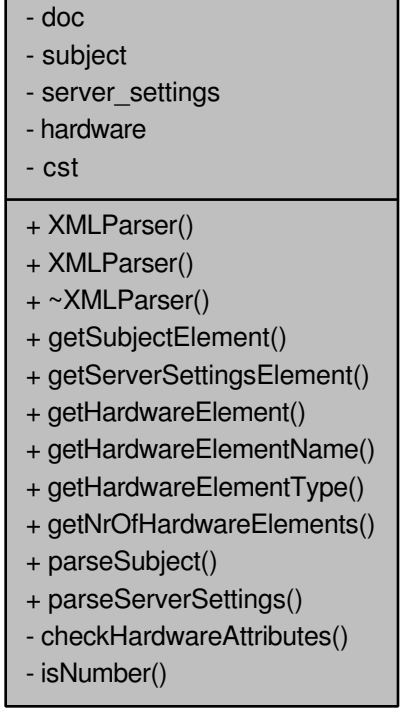 - doc
- subject
- server_settings
- hardware
- cst
+ XMLParser()
+ XMLParser()
+ ~XMLParser()
+ getSubjectElement()
+ getServerSettingsElement()
+ getHardwareElement()
+ getHardwareElementName()
+ getHardwareElementType()
+ getNrOfHardwareElements()
+ parseSubject()
+ parseServerSettings()
- checkHardwareAttributes()
- isNumber()